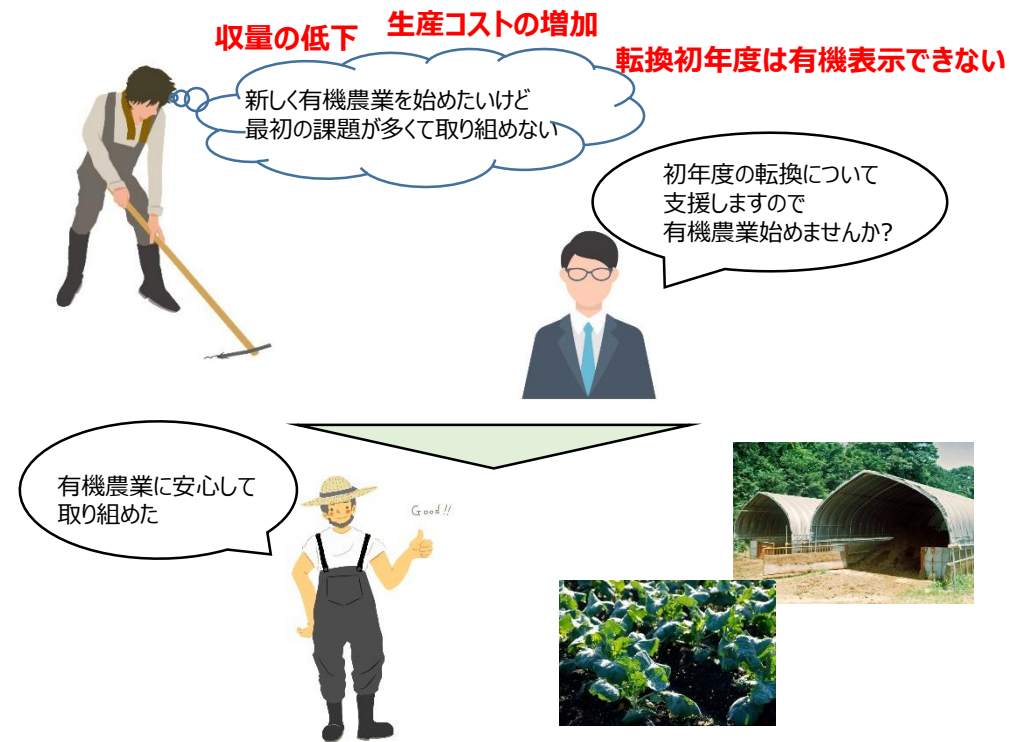 収量の低下
生産コストの増加
転換初年度は有機表示できない
新しく有機農業を始めたいけど
最初の課題が多くて取り組めない
初年度の転換について
支援しますので
有機農業始めませんか?
有機農業に安心して
取り組めた
Good!!